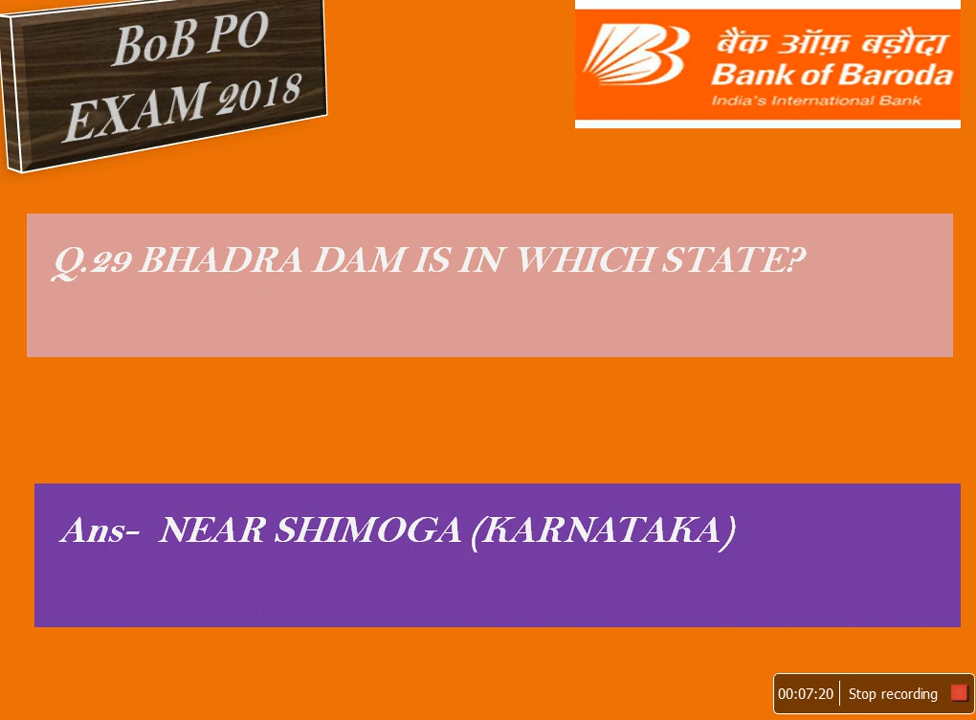 BoB PO
EXAM 2018
बैंक ऑफ़ बड़ौदा
Bank of Baroda
India's International Bank
Q.29 BHADRA DAM IS IN WHICH STATE?
Ans- NEAR SHIMOGA (KARNATAKA)
00:07:20 Stop recording